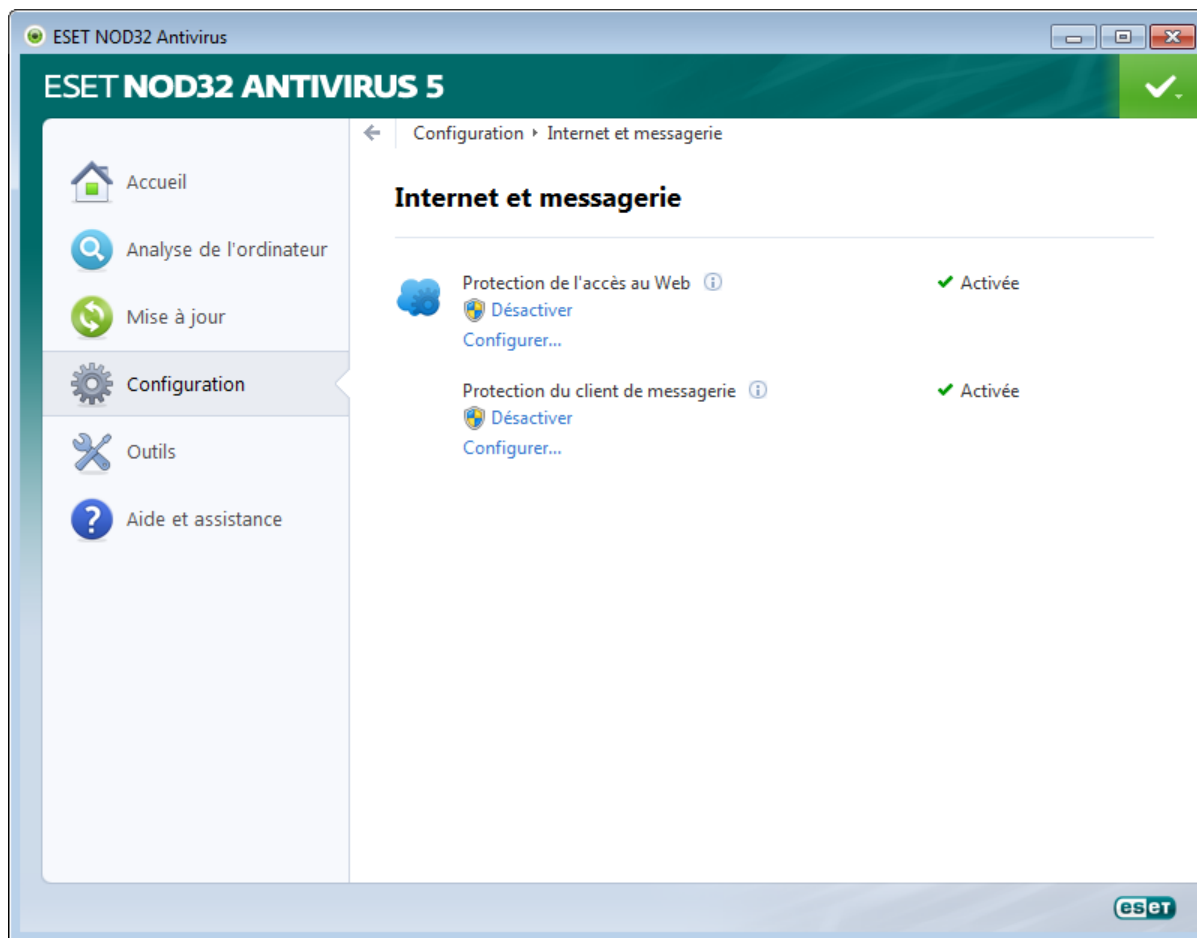 ESET NOD32 Antivirus
ESET NOD32 ANTIVIRUS 5
Configuration ‣ Internet et messagerie
Accueil
Analyse de l'ordinateur
Mise à jour
Configuration
Outils
Aide et assistance
Internet et messagerie
Protection de l'accès au Web
Activée
Désactiver
Configurer...
Protection du client de messagerie
Activée
Désactiver
Configurer...
eset